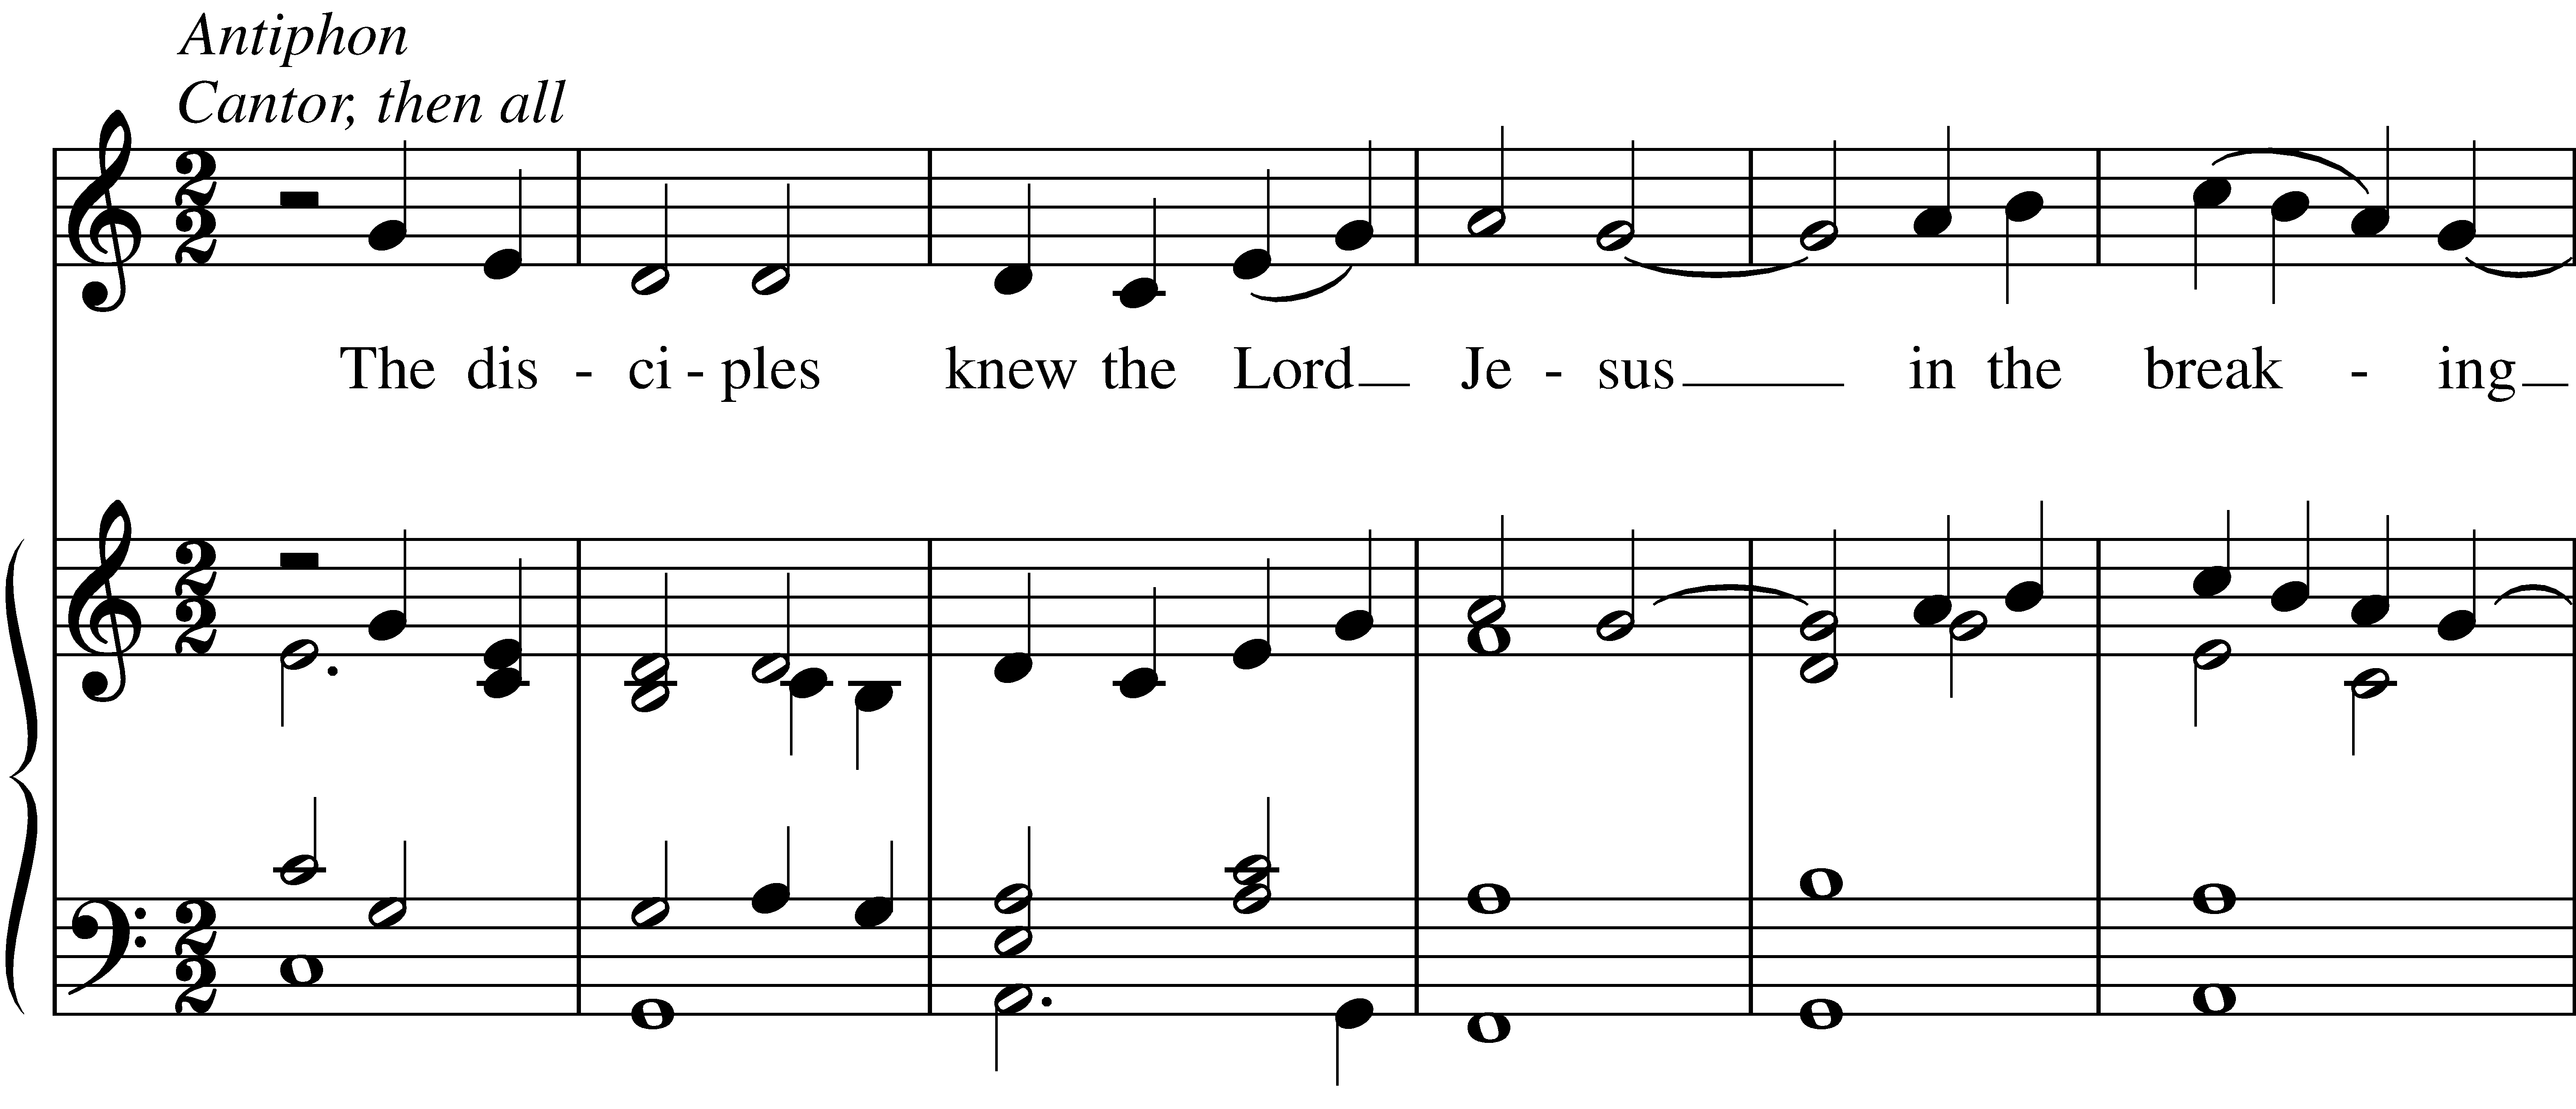 Antiphon
Cantor, then all
The dis - ci - ples knew the Lord Je - sus in the break - ing